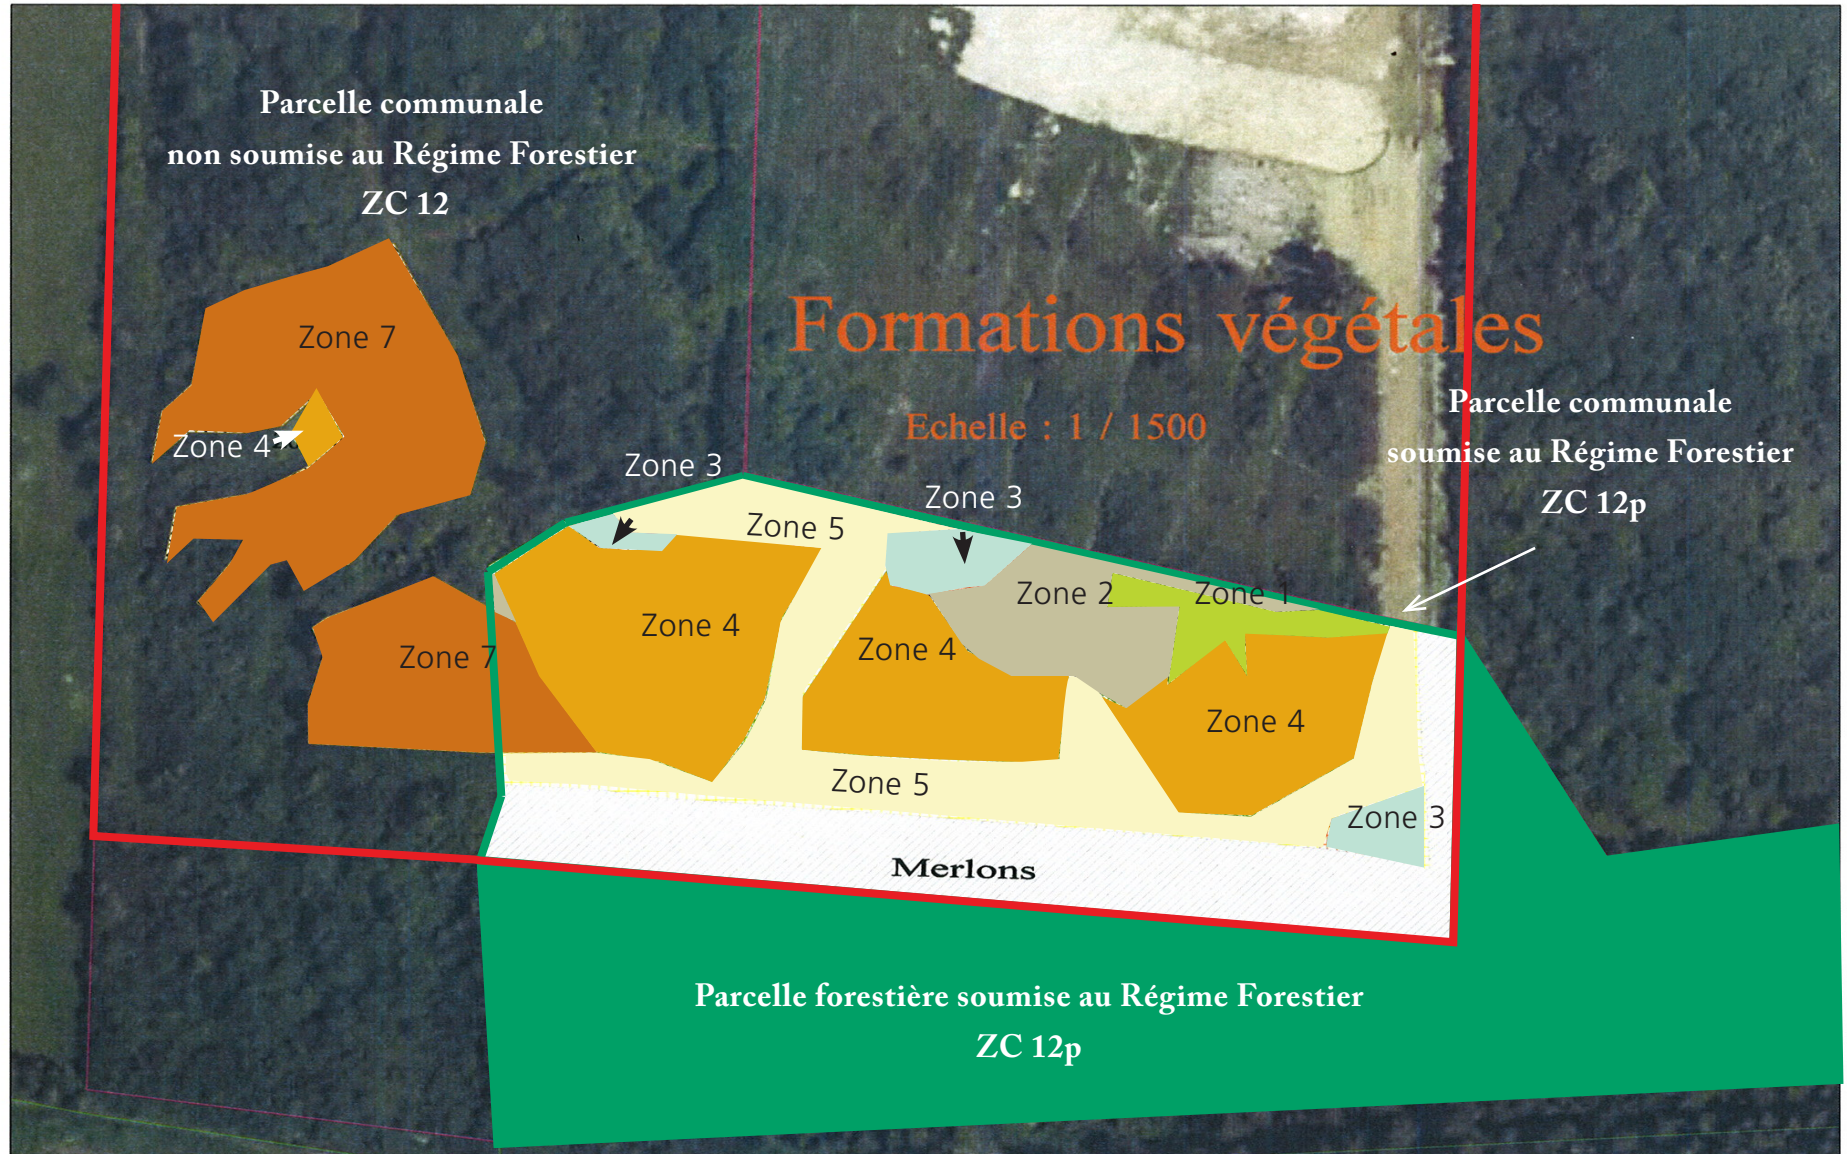 Parcelle communale
non soumise au Régime Forestier
ZC 12
Formations végétales
Echelle : 1 / 1500
Parcelle communale
soumise au Régime Forestier
ZC 12p
Zone 7
Zone 4
Zone 3
Zone 3
Zone 5
Zone 2
Zone 1
Zone 4
Zone 4
Zone 7
Zone 4
Zone 5
Zone 3
Merlons
Parcelle forestière soumise au Régime Forestier
ZC 12p